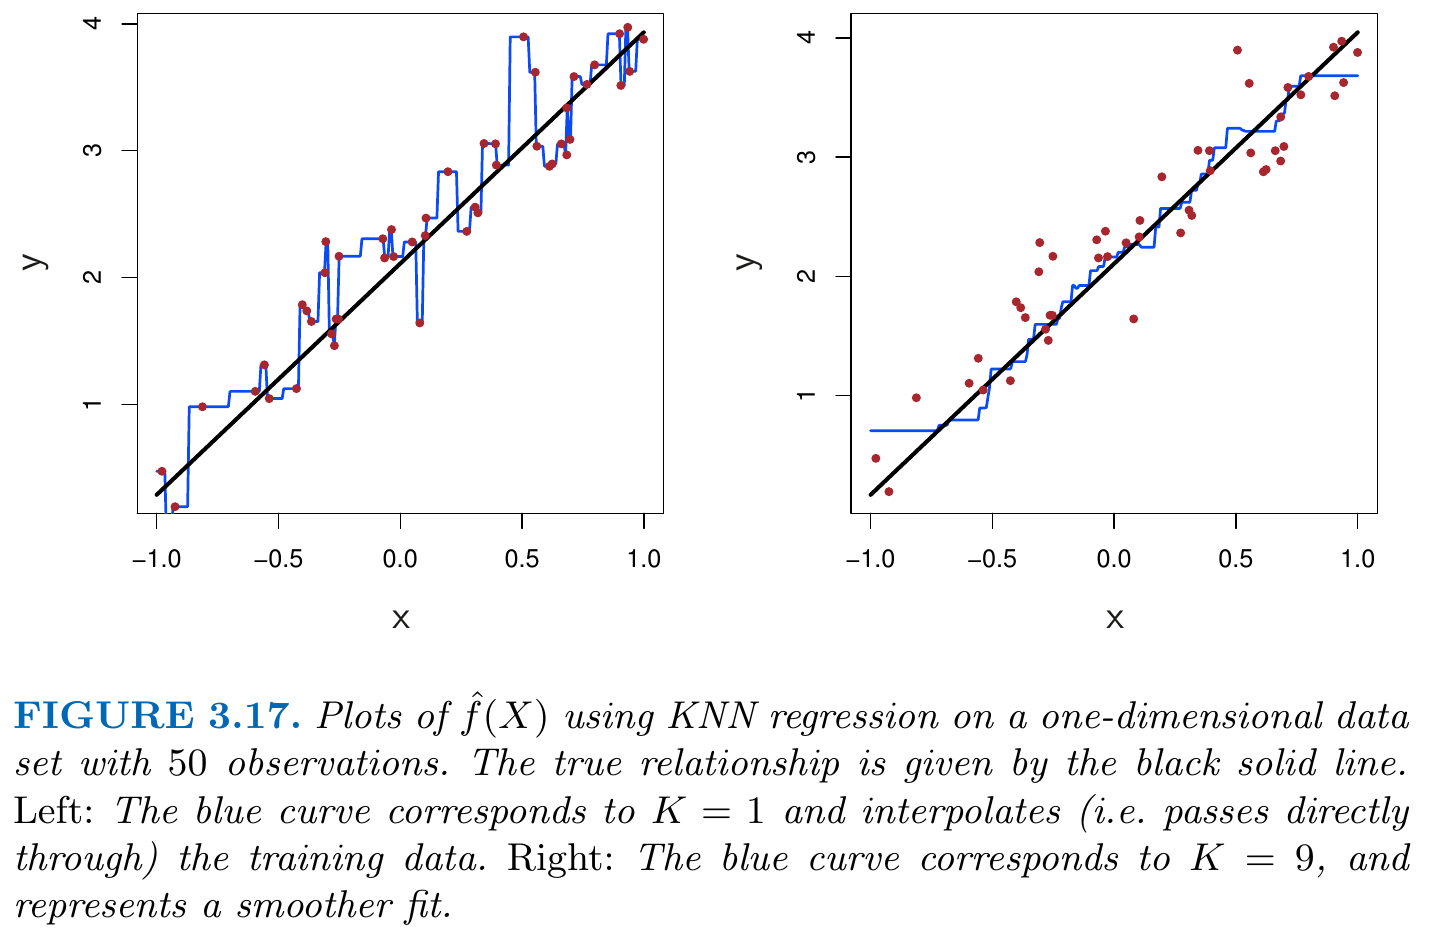 4
3
2
1
y
−1.0 −0.5 0.0 0.5 1.0
x
4
3
2
1
y
−1.0 −0.5 0.0 0.5 1.0
x
FIGURE 3.17. Plots of f̂(X) using KNN regression on a one-dimensional data
set with 50 observations. The true relationship is given by the black solid line.
Left: The blue curve corresponds to K = 1 and interpolates (i.e. passes directly
through) the training data. Right: The blue curve corresponds to K = 9, and
represents a smoother fit.